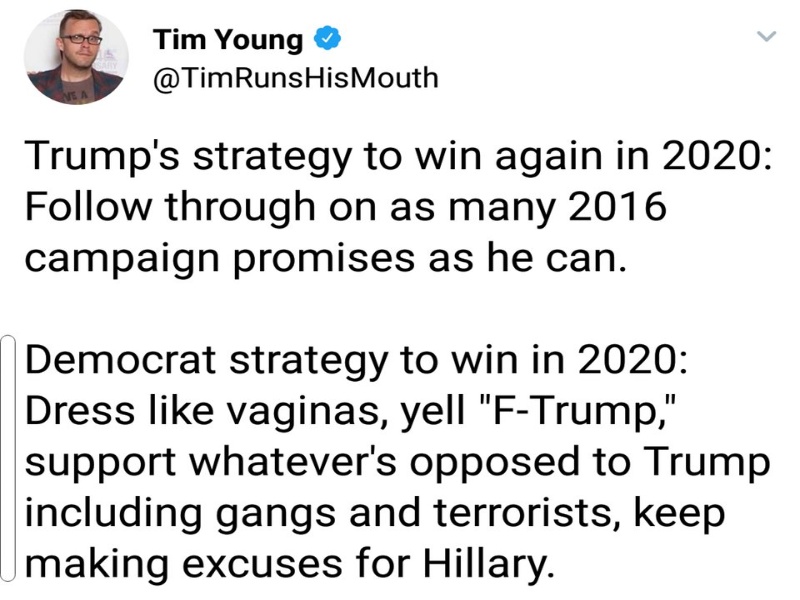 Tim Young
@TimRunsHisMouth
Trump's strategy to win again in 2020:
Follow through on as many 2016
campaign promises as he can.
Democrat strategy to win in 2020:
Dress like vaginas, yell "F-Trump,"
support whatever's opposed to Trump
including gangs and terrorists, keep
making excuses for Hillary.